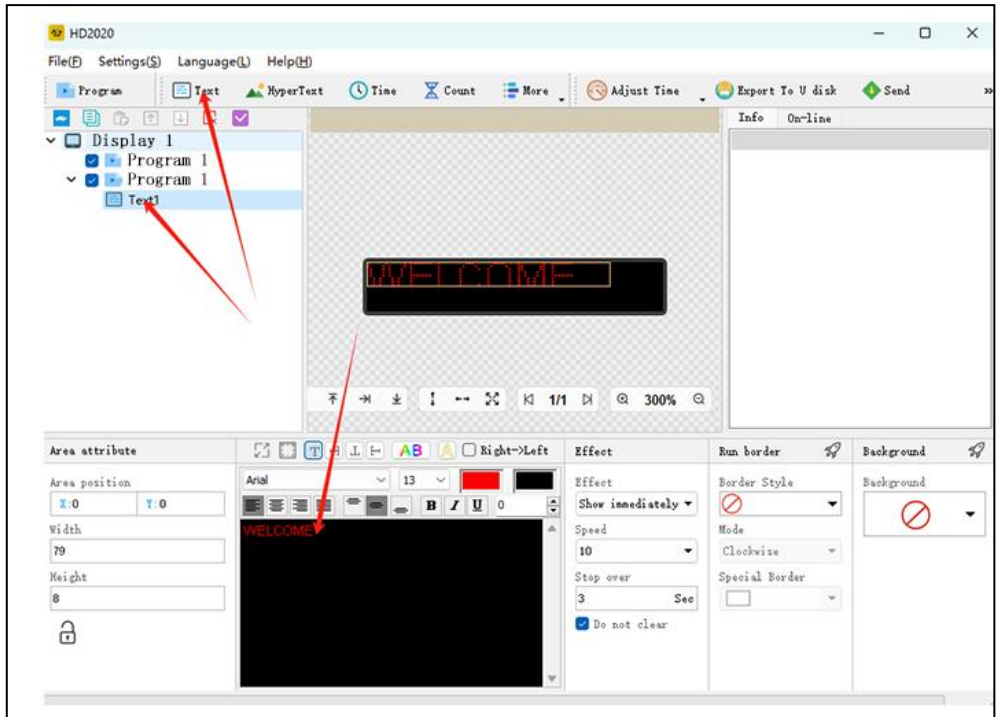 HD2020
File(F) Settings(S) Language(L) Help(H)
Program Text HyperText Time Count More Adjust Time Export To U disk Send »
Info On-line
Display 1
Program 1
Program 1
Text1
WELCOME
1/1 300%
Area attribute
Area position
X:0 Y:0
Width
79
Height
8
AB A Right->Left
Arial 13
B I U 0
WELCOME
Effect
Effect
Show immediately
Speed
10
Stop over
3 Sec
Do not clear
Run border
Border Style
Mode
Clockwise
Special Border
Background
Background